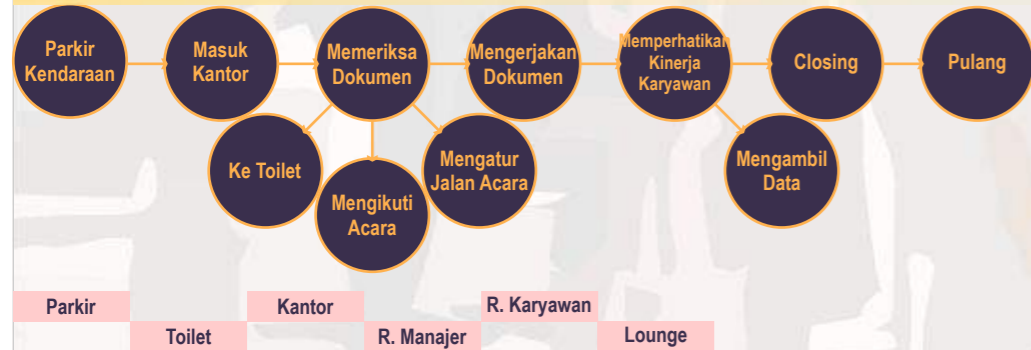 Parkir
Kendaraan
Masuk
Kantor
Memeriksa
Dokumen
Mengerjakan
Dokumen
Memperhatikan
Kinerja
Karyawan
Closing
Pulang
Ke Toilet
Mengikuti
Acara
Mengatur
Jalan Acara
Mengambil
Data
Parkir
Kantor
R. Karyawan
Toilet
R. Manajer
Lounge